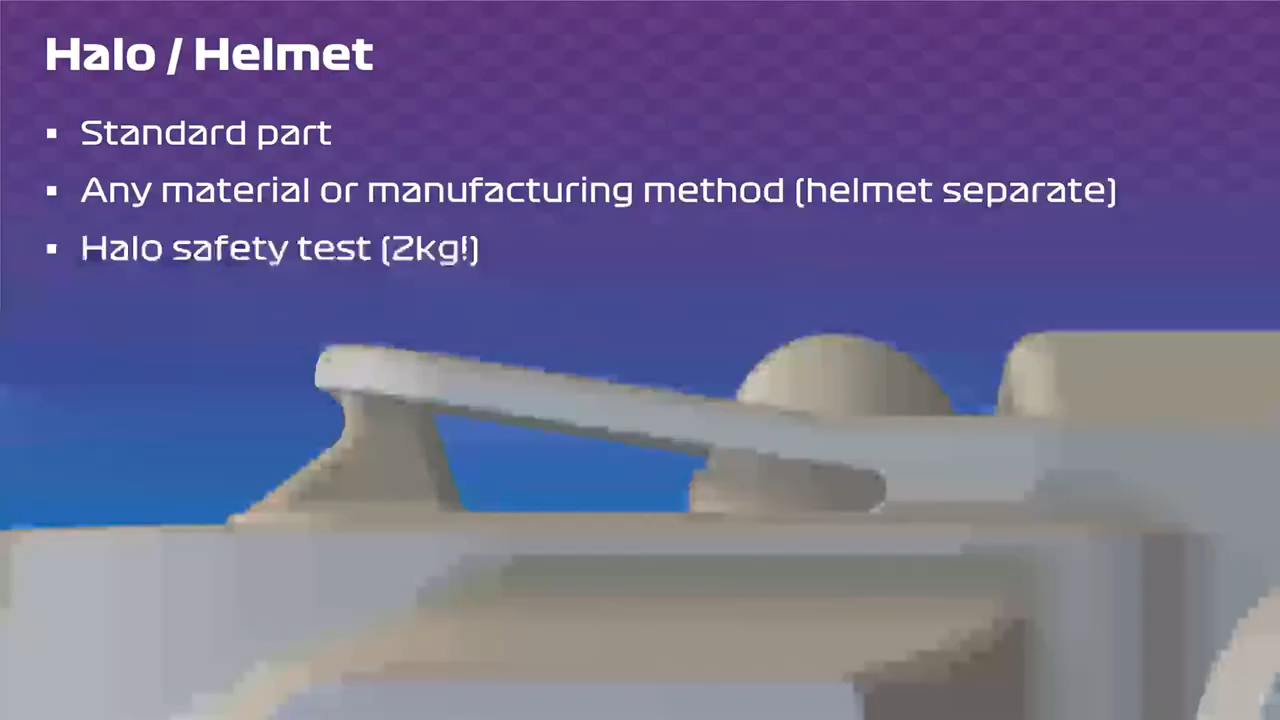 Halo / Helmet
▪ Standard part
▪ Any material or manufacturing method (helmet separate)
▪ Halo safety test (2kg!)